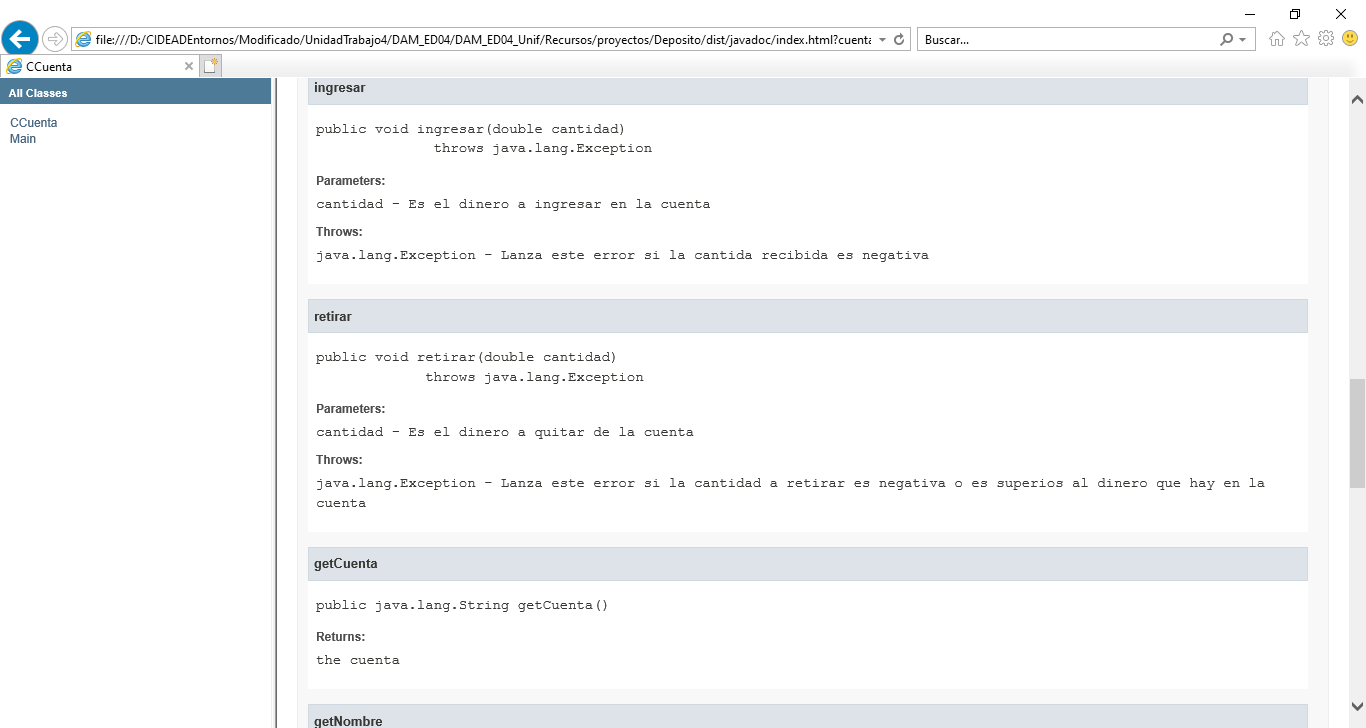 file:///D:/CIDEADEntornos/Modificado/UnidadTrabajo4/DAM_ED04/DAM_ED04_Unif/Recursos/proyectos/Deposito/dist/javadoc/index.html?cuenta
Buscar...
CCuenta
All Classes
CCuenta
Main
ingresar
public void ingresar(double cantidad)
throws java.lang.Exception
Parameters:
cantidad - Es el dinero a ingresar en la cuenta
Throws:
java.lang.Exception - Lanza este error si la cantida recibida es negativa
retirar
public void retirar(double cantidad)
throws java.lang.Exception
Parameters:
cantidad - Es el dinero a quitar de la cuenta
Throws:
java.lang.Exception - Lanza este error si la cantidad a retirar es negativa o es superios al dinero que hay en la
cuenta
getCuenta
public java.lang.String getCuenta()
Returns:
the cuenta
getNombre